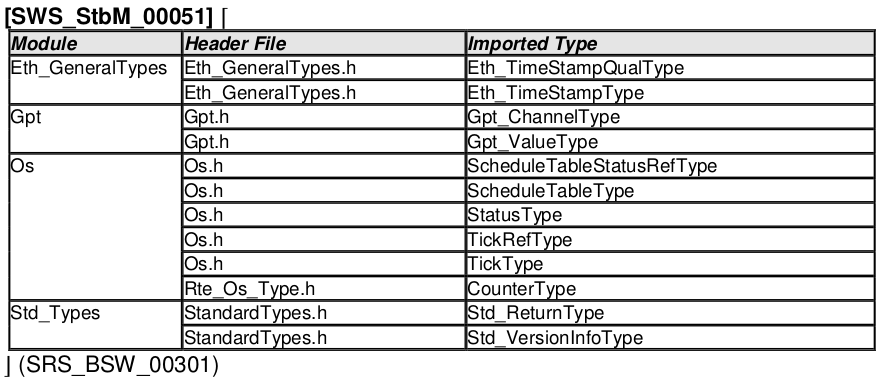 [SWS_StbM_00051] ⌈
Module Header File Imported Type
Eth_GeneralTypes Eth_GeneralTypes.h Eth_TimeStampQualType
Eth_GeneralTypes.h Eth_TimeStampType
Gpt Gpt.h Gpt_ChannelType
Gpt.h Gpt_ValueType
Os Os.h ScheduleTableStatusRefType
Os.h ScheduleTableType
Os.h StatusType
Os.h TickRefType
Os.h TickType
Rte_Os_Type.h CounterType
Std_Types StandardTypes.h Std_ReturnType
StandardTypes.h Std_VersionInfoType
⌋ (SRS_BSW_00301)